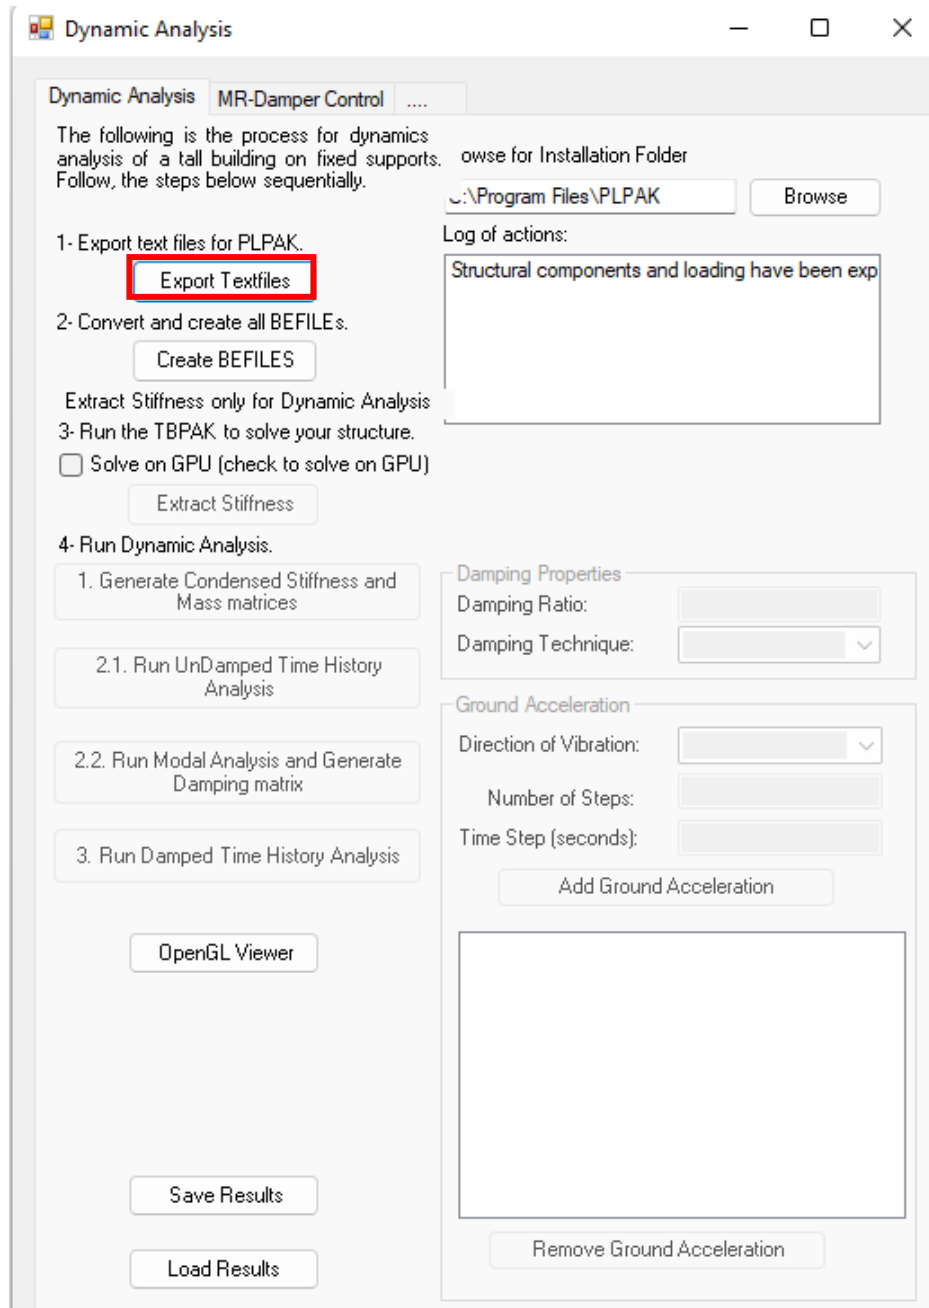 Dynamic Analysis
Dynamic Analysis MR-Damper Control ....
The following is the process for dynamics
analysis of a tall building on fixed supports.
Follow, the steps below sequentially.
owse for Installation Folder
:\Program Files\PLPAK Browse
1- Export text files for PLPAK.
Export Textfiles
Log of actions:
Structural components and loading have been exp
2- Convert and create all BEFILEs.
Create BEFILES
Extract Stiffness only for Dynamic Analysis
3- Run the TBPAK to solve your structure.
Solve on GPU (check to solve on GPU)
Extract Stiffness
4- Run Dynamic Analysis.
1. Generate Condensed Stiffness and
Mass matrices
2.1. Run UnDamped Time History
Analysis
2.2. Run Modal Analysis and Generate
Damping matrix
3. Run Damped Time History Analysis
Damping Properties
Damping Ratio:
Damping Technique:
Ground Acceleration
Direction of Vibration:
Number of Steps:
Time Step (seconds):
Add Ground Acceleration
Remove Ground Acceleration
OpenGL Viewer
Save Results
Load Results